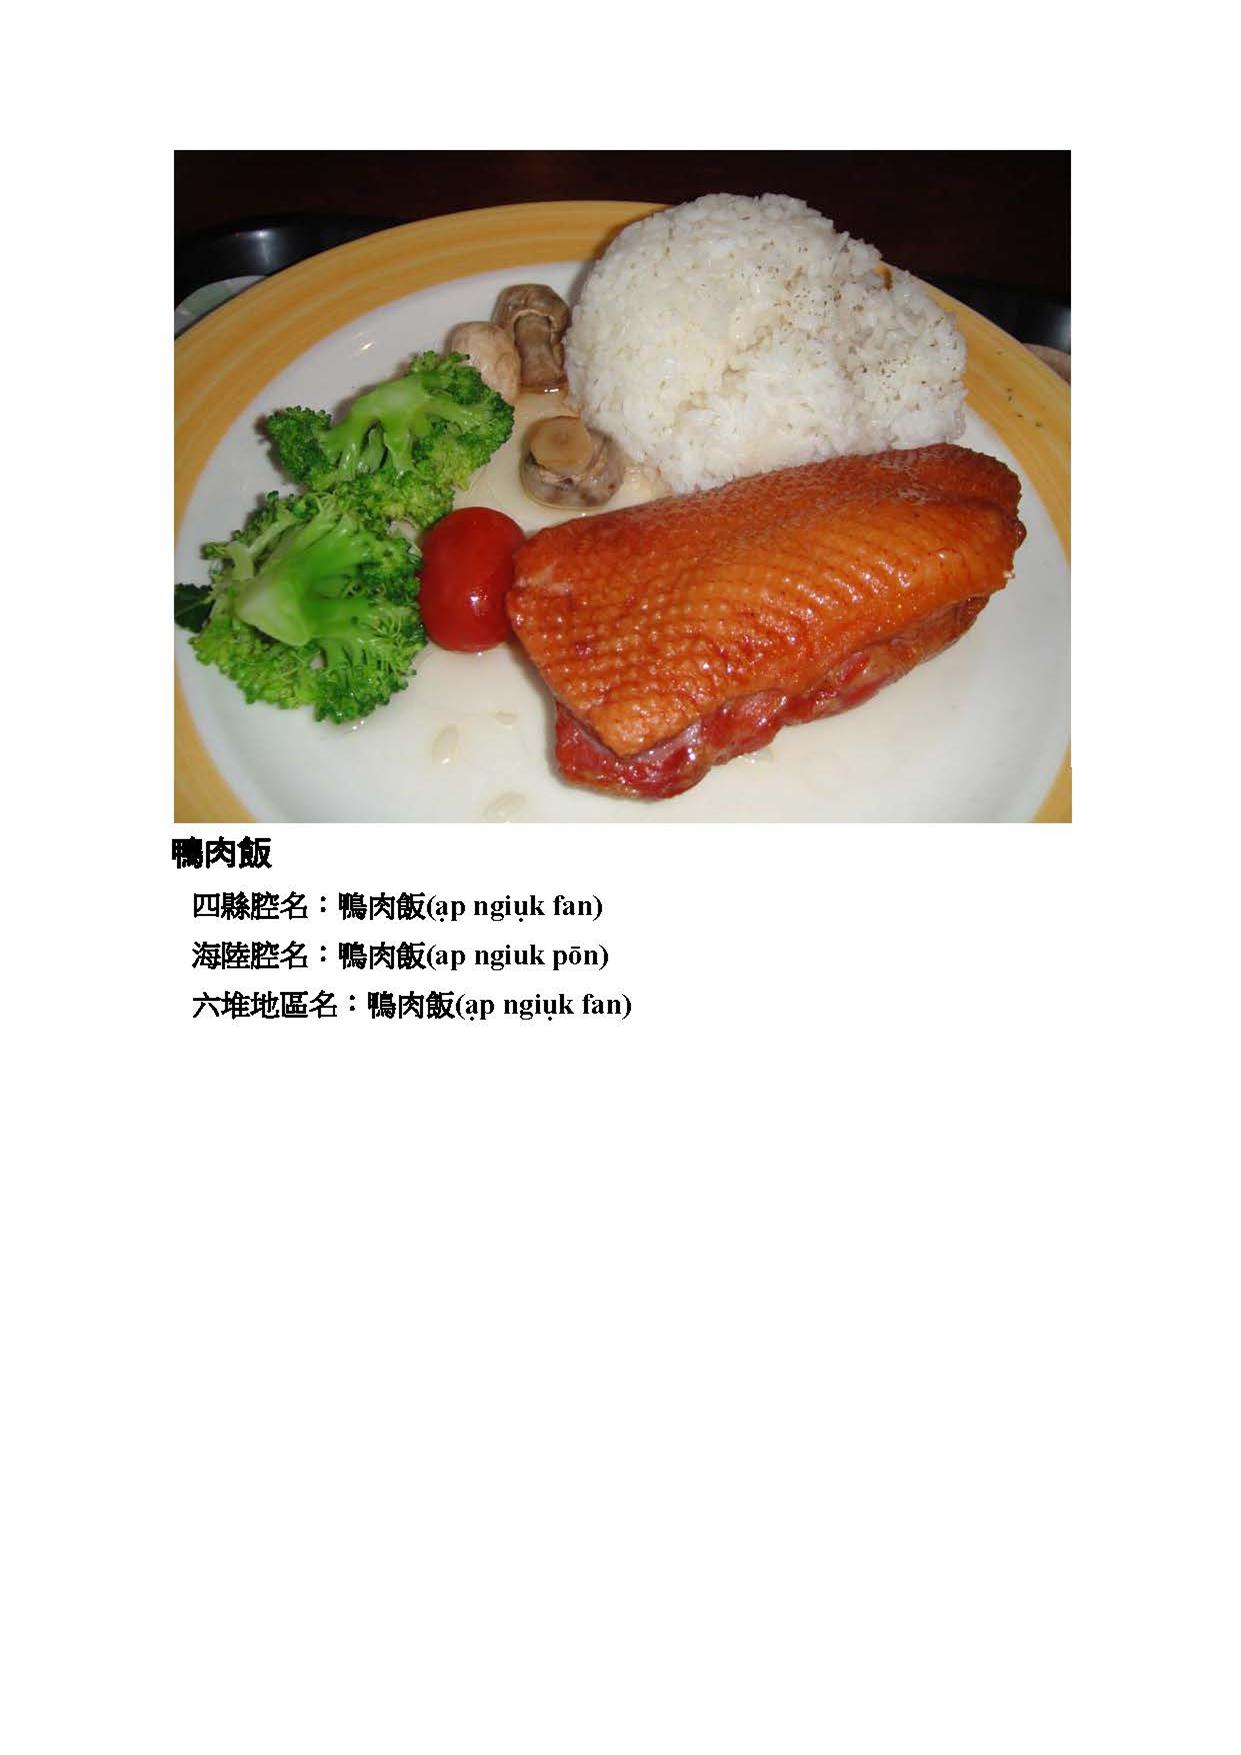 鴨肉飯
四縣腔名：鴨肉飯(ạp ngiụk fan)
海陸腔名：鴨肉飯(ap ngiuk pōn)
六堆地區名：鴨肉飯(ạp ngiụk fan)